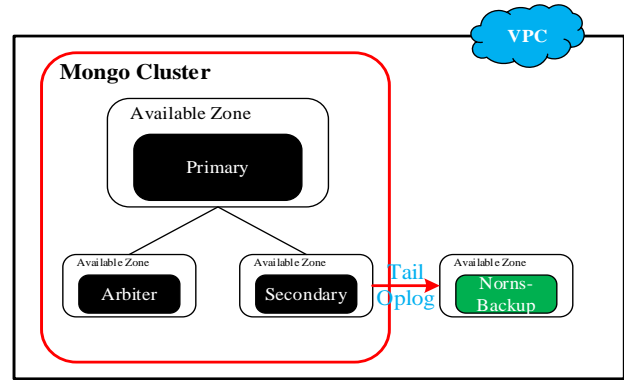 VPC
Mongo Cluster
Available Zone
Primary
Available Zone
Arbiter
Available Zone
Secondary
Tail
Oplog
Available Zone
Norns-
Backup